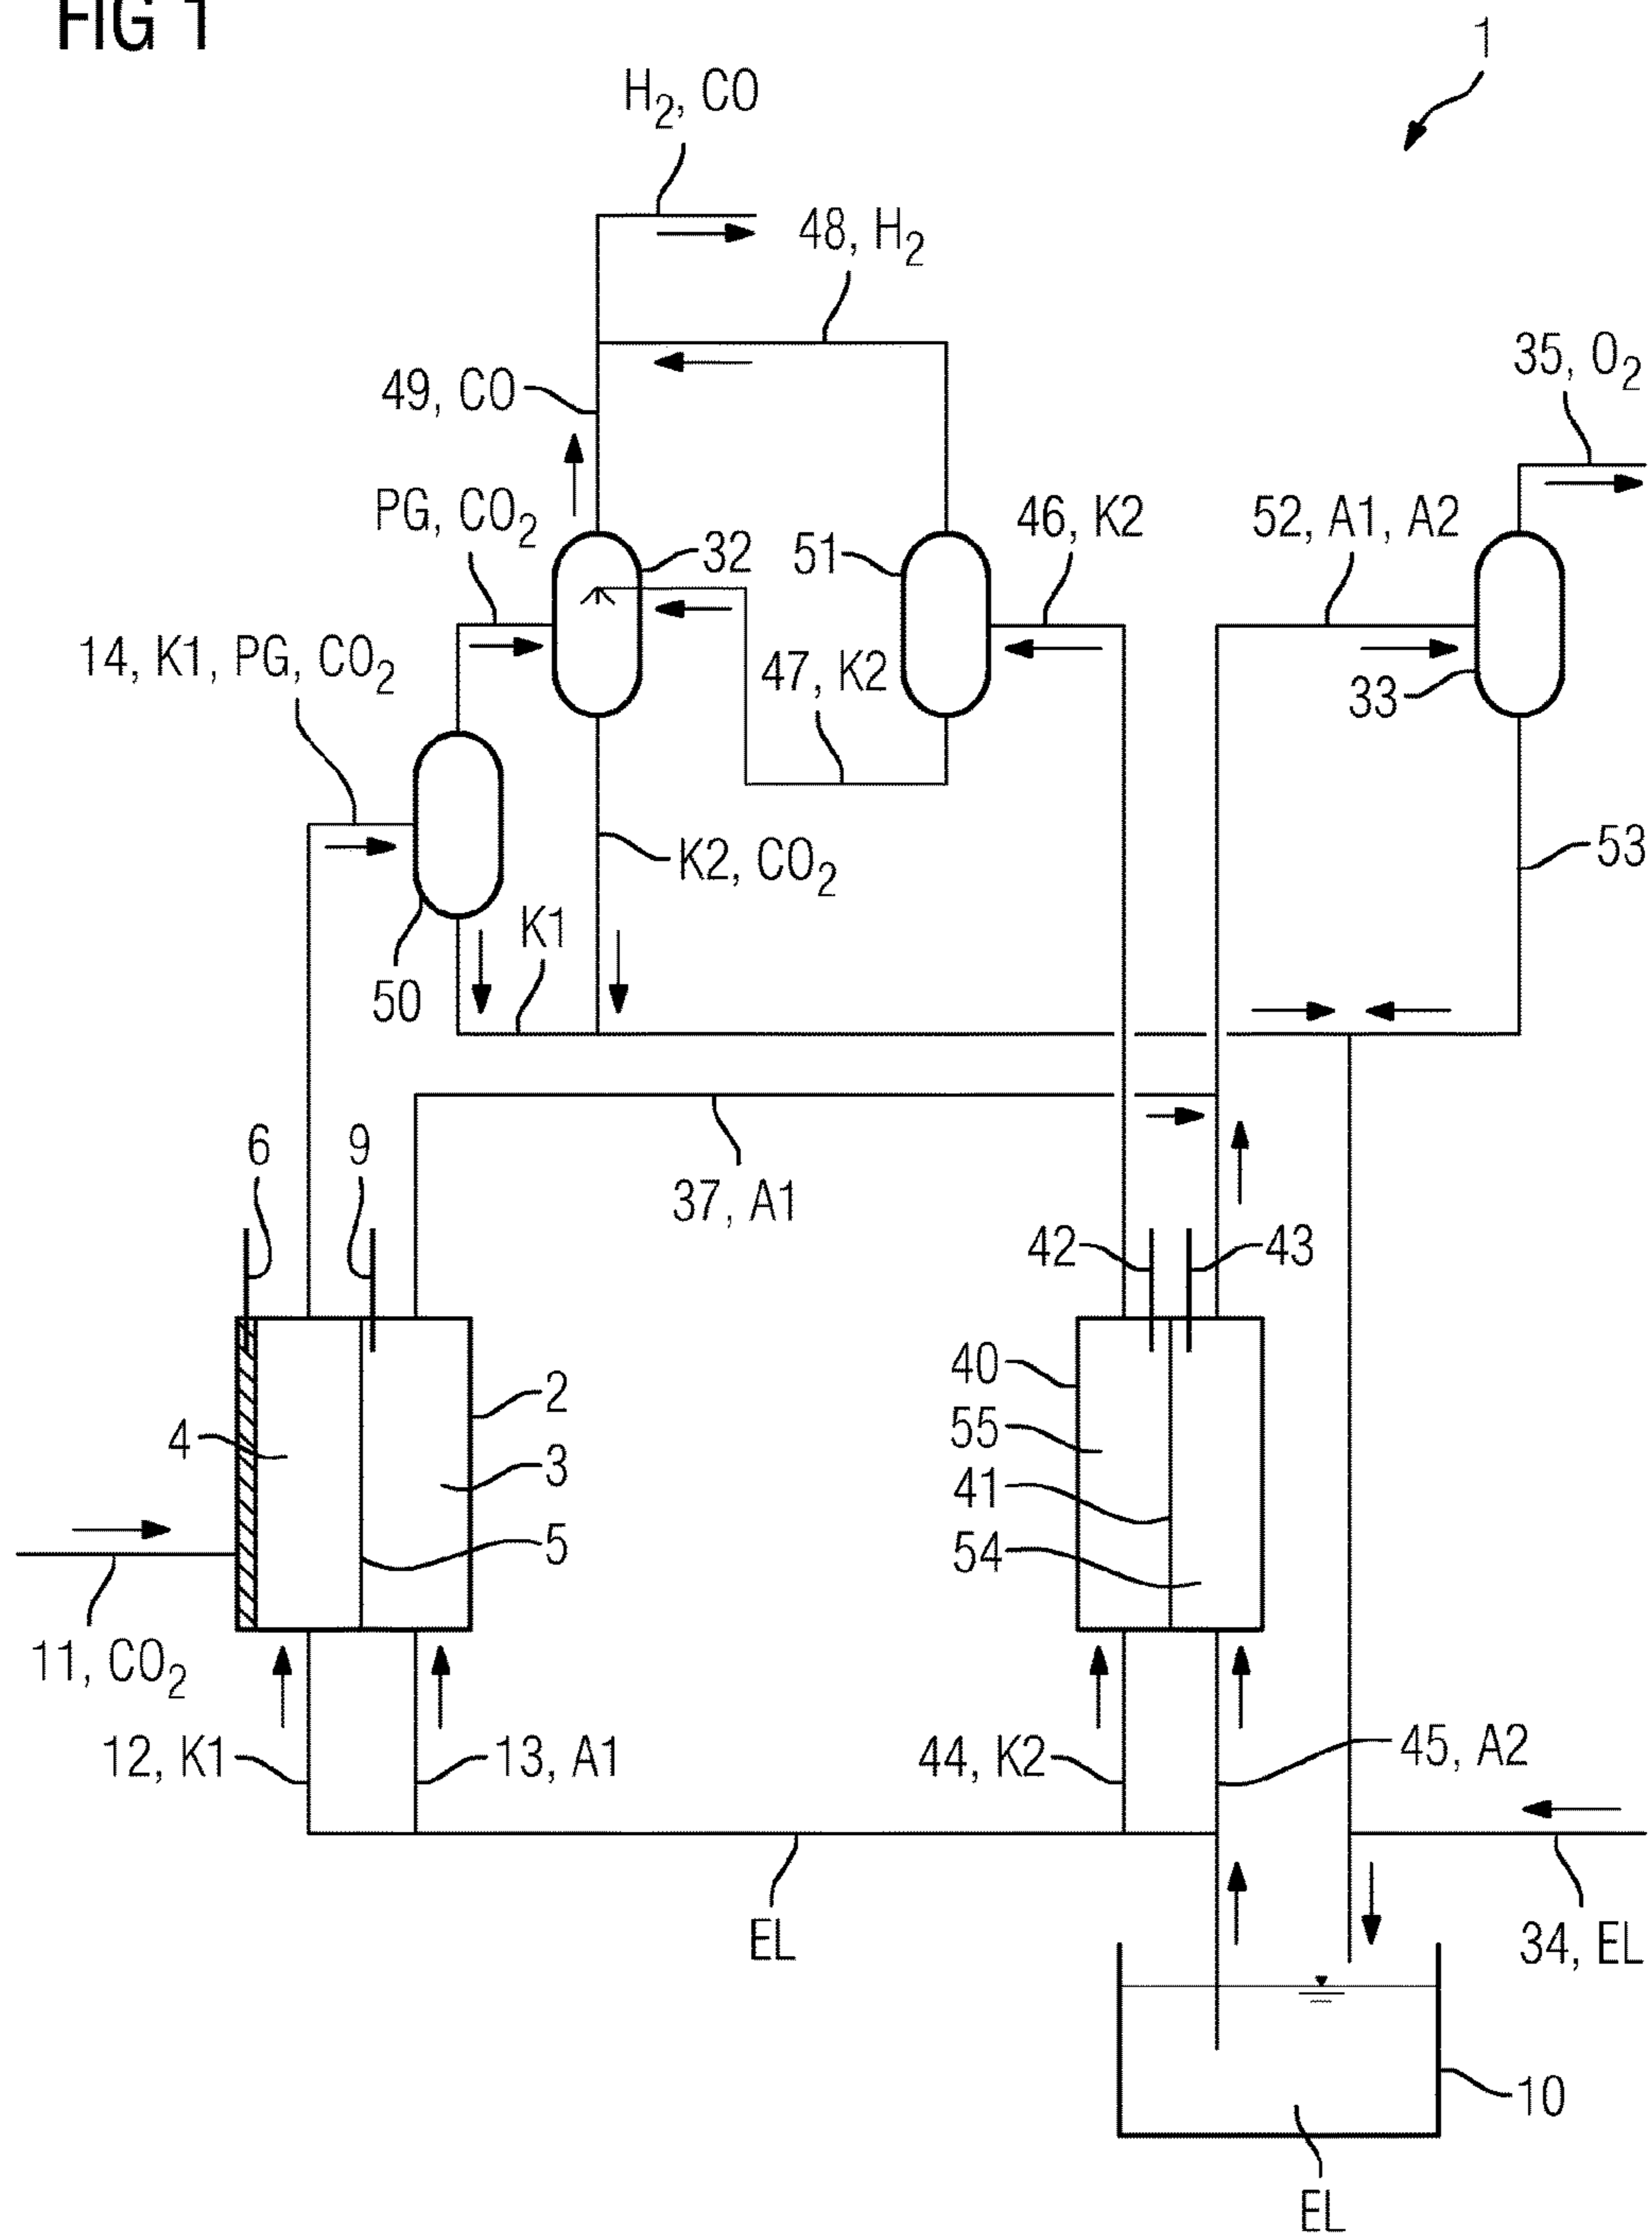 FIG 1
1
H₂, CO
48, H₂
35, O₂
49, CO
PG, CO₂
46, K2
52, A1, A2
32
51
14, K1, PG, CO₂
47, K2
33
53
K2, CO₂
K1
50
6
9
37, A1
42
43
40
2
55
4
3
41
5
54
11, CO₂
12, K1
13, A1
44, K2
45, A2
EL
34, EL
10
EL